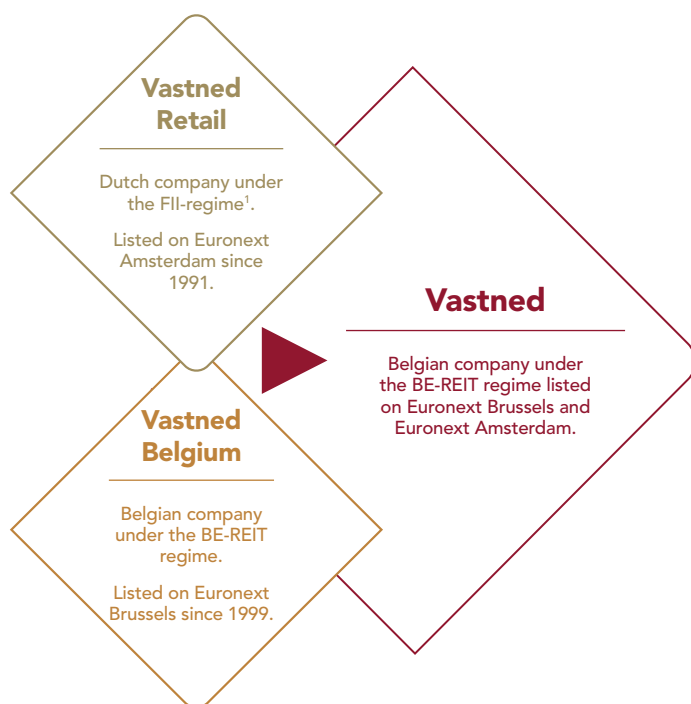 Vastned
Retail
Dutch company under
the FII-regime¹.
Listed on Euronext
Amsterdam since
1991.
Vastned
Belgium
Belgian company
under the BE-REIT
regime.
Listed on Euronext
Brussels since 1999.
Vastned
Belgian company under
the BE-REIT regime listed
on Euronext Brussels and
Euronext Amsterdam.